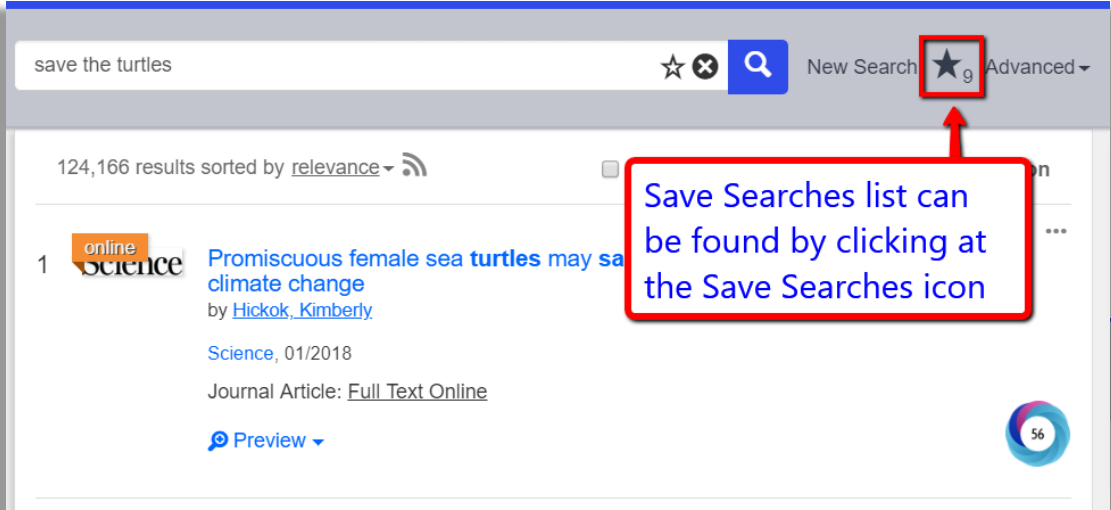 save the turtles
New Search 9 Advanced
124,166 results sorted by relevance
on
Save Searches list can
be found by clicking at
the Save Searches icon
1
online
Science
Promiscuous female sea turtles may sa
climate change
by Hickok, Kimberly
Science, 01/2018
Journal Article: Full Text Online
Preview
56